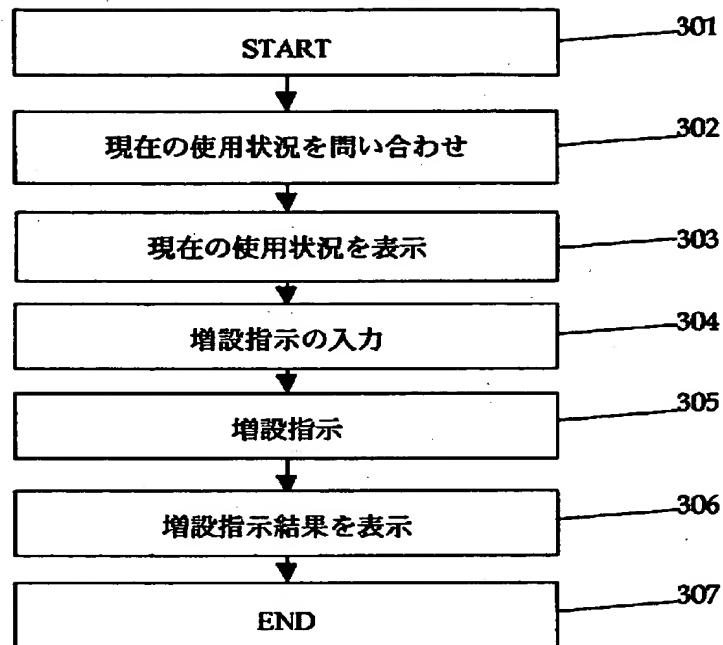 START
301
現在の使用状況を問い合わせ
302
現在の使用状況を表示
303
増設指示の入力
304
増設指示
305
増設指示結果を表示
306
END
307